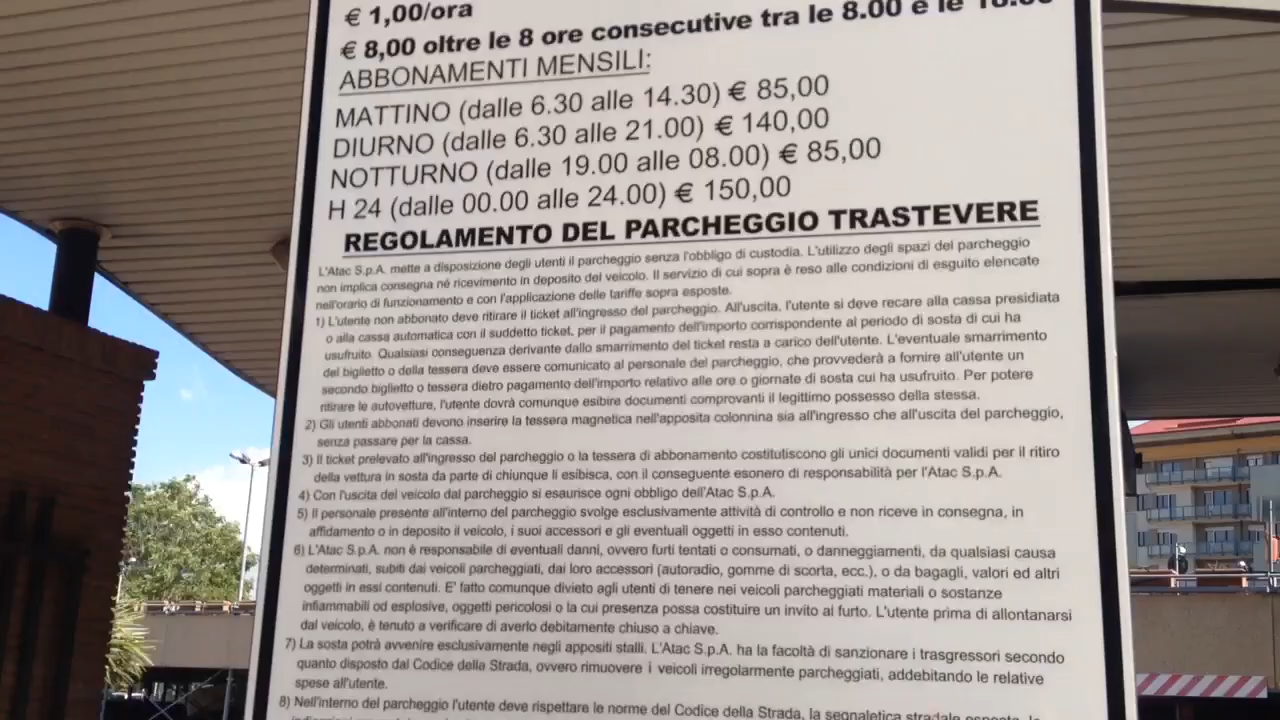 € 1,00/ora
€ 8,00 oltre le 8 ore consecutive tra le 8.00 e le
ABBONAMENTI MENSILI:
MATTINO (dalle 6.30 alle 14.30) € 85,00
DIURNO (dalle 6.30 alle 21.00) € 140,00
NOTTURNO (dalle 19.00 alle 08.00) € 85,00
H 24 (dalle 00.00 alle 24.00) € 150,00
REGOLAMENTO DEL PARCHEGGIO TRASTEVERE
L'Atac S.p.A. mette a disposizione degli utenti il parcheggio senza l'obbligo di custodia. L'utilizzo degli spazi del parcheggio
non implica consegna né ricevimento in deposito del veicolo. Il servizio di cui sopra è reso alle condizioni di esguito elencate
nell'orario di funzionamento e con l'applicazione delle tariffe sopra esposte.
1) L'utente non abbonato deve ritirare il ticket all'ingresso del parcheggio. All'uscita, l'utente si deve recare alla cassa presidiata
o alla cassa automatica con il suddetto ticket, per il pagamento dell'importo corrispondente al periodo di sosta di cui ha
usufruito. Qualsiasi conseguenza derivante dallo smarrimento del ticket resta a carico dell'utente. L'eventuale smarrimento
del biglietto o della tessera deve essere comunicato al personale del parcheggio, che provvederà a fornire all'utente un
secondo biglietto o tessera dietro pagamento dell'importo relativo alle ore o giornate di sosta cui ha usufruito. Per potere
ritirare le autovetture, l'utente dovrà comunque esibire documenti comprovanti il legittimo possesso della stessa.
2) Gli utenti abbonati devono inserire la tessera magnetica nell'apposita colonnina sia all'ingresso che all'uscita del parcheggio,
senza passare per la cassa.
3) Il ticket prelevato all'ingresso del parcheggio o la tessera di abbonamento costitutiscono gli unici documenti validi per il ritiro
della vettura in sosta da parte di chiunque li esibisca, con il conseguente esonero di responsabilità per l'Atac S.p.A.
4) Con l'uscita del veicolo dal parcheggio si esaurisce ogni obbligo dell'Atac S.p.A.
5) Il personale presente all'interno del parcheggio svolge esclusivamente attività di controllo e non riceve in consegna, in
affidamento o in deposito il veicolo, i suoi accessori e gli eventuali oggetti in esso contenuti.
6) L'Atac S.p.A. non è responsabile di eventuali danni, ovvero furti tentati o consumati, o danneggiamenti, da qualsiasi causa
determinati, subiti dai veicoli parcheggiati, dai loro accessori (autoradio, gomme di scorta, ecc.), o da bagagli, valori ed altri
oggetti in essi contenuti. E' fatto comunque divieto agli utenti di tenere nei veicoli parcheggiati materiali o sostanze
infiammabili od esplosive, oggetti pericolosi o la cui presenza possa costituire un invito al furto. L'utente prima di allontanarsi
dal veicolo, è tenuto a verificare di averlo debitamente chiuso a chiave.
7) La sosta potrà avvenire esclusivamente negli appositi stalli. L'Atac S.p.A. ha la facoltà di sanzionare i trasgressori secondo
quanto disposto dal Codice della Strada, ovvero rimuovere i veicoli irregolarmente parcheggiati, addebitando le relative
spese all'utente.
8) Nell'interno del parcheggio l'utente deve rispettare le norme del Codice della Strada, la segnaletica stradale